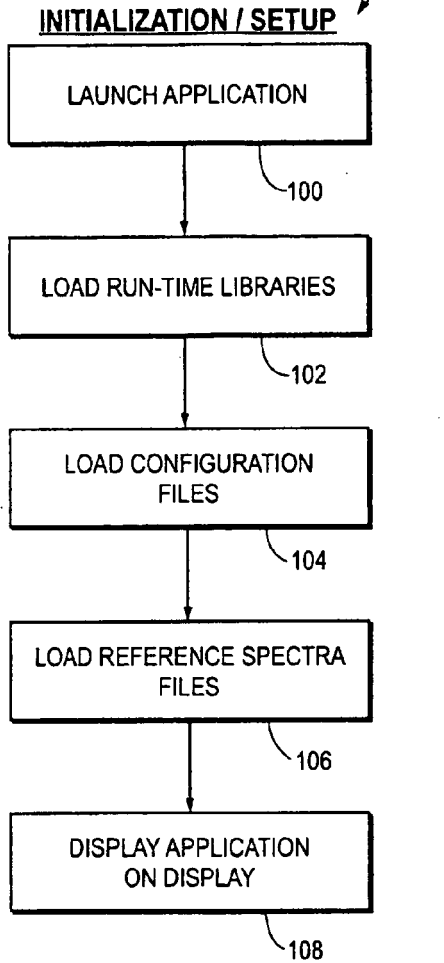 INITIALIZATION / SETUP
LAUNCH APPLICATION
100
LOAD RUN-TIME LIBRARIES
102
LOAD CONFIGURATION
FILES
104
LOAD REFERENCE SPECTRA
FILES
106
DISPLAY APPLICATION
ON DISPLAY
108